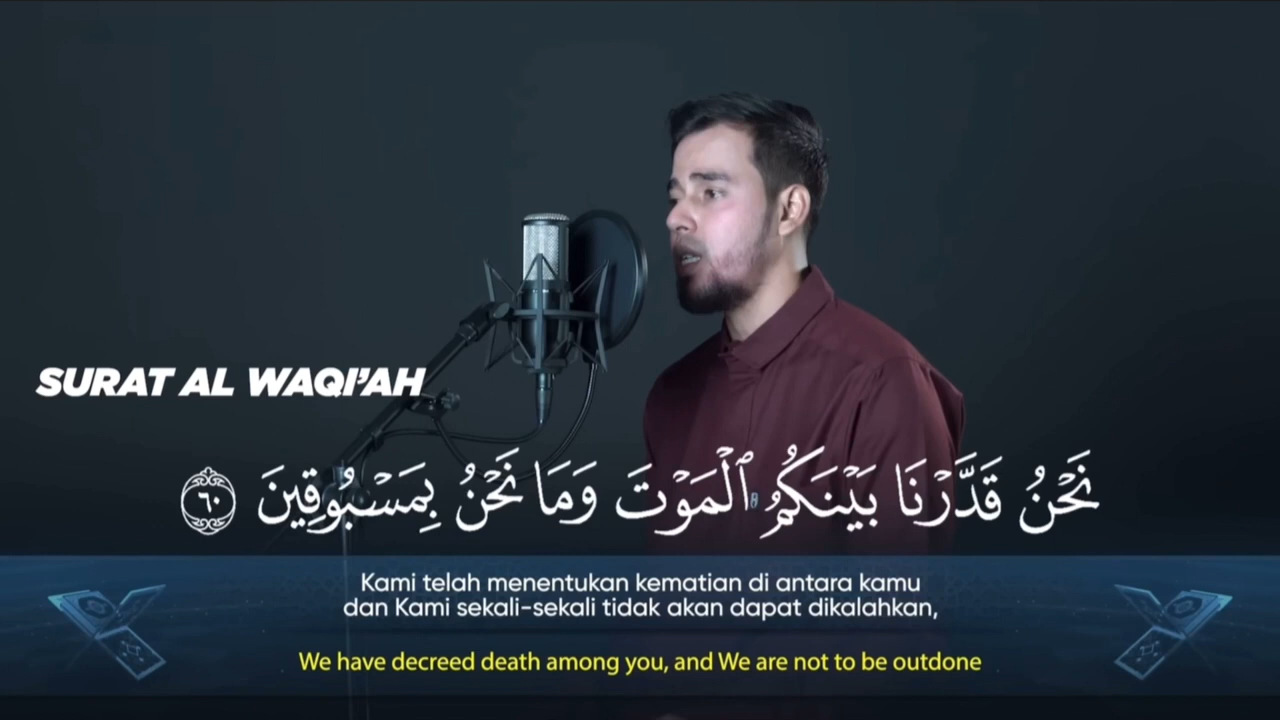 SURAT AL WAQI'AH
نَحْنُ قَدَّرْنَا بَيْنَكُمُ ٱلْمَوْتَ وَمَا نَحْنُ بِمَسْبُوقِينَ ٦٠
Kami telah menentukan kematian di antara kamu
dan Kami sekali-sekali tidak akan dapat dikalahkan,
We have decreed death among you, and We are not to be outdone